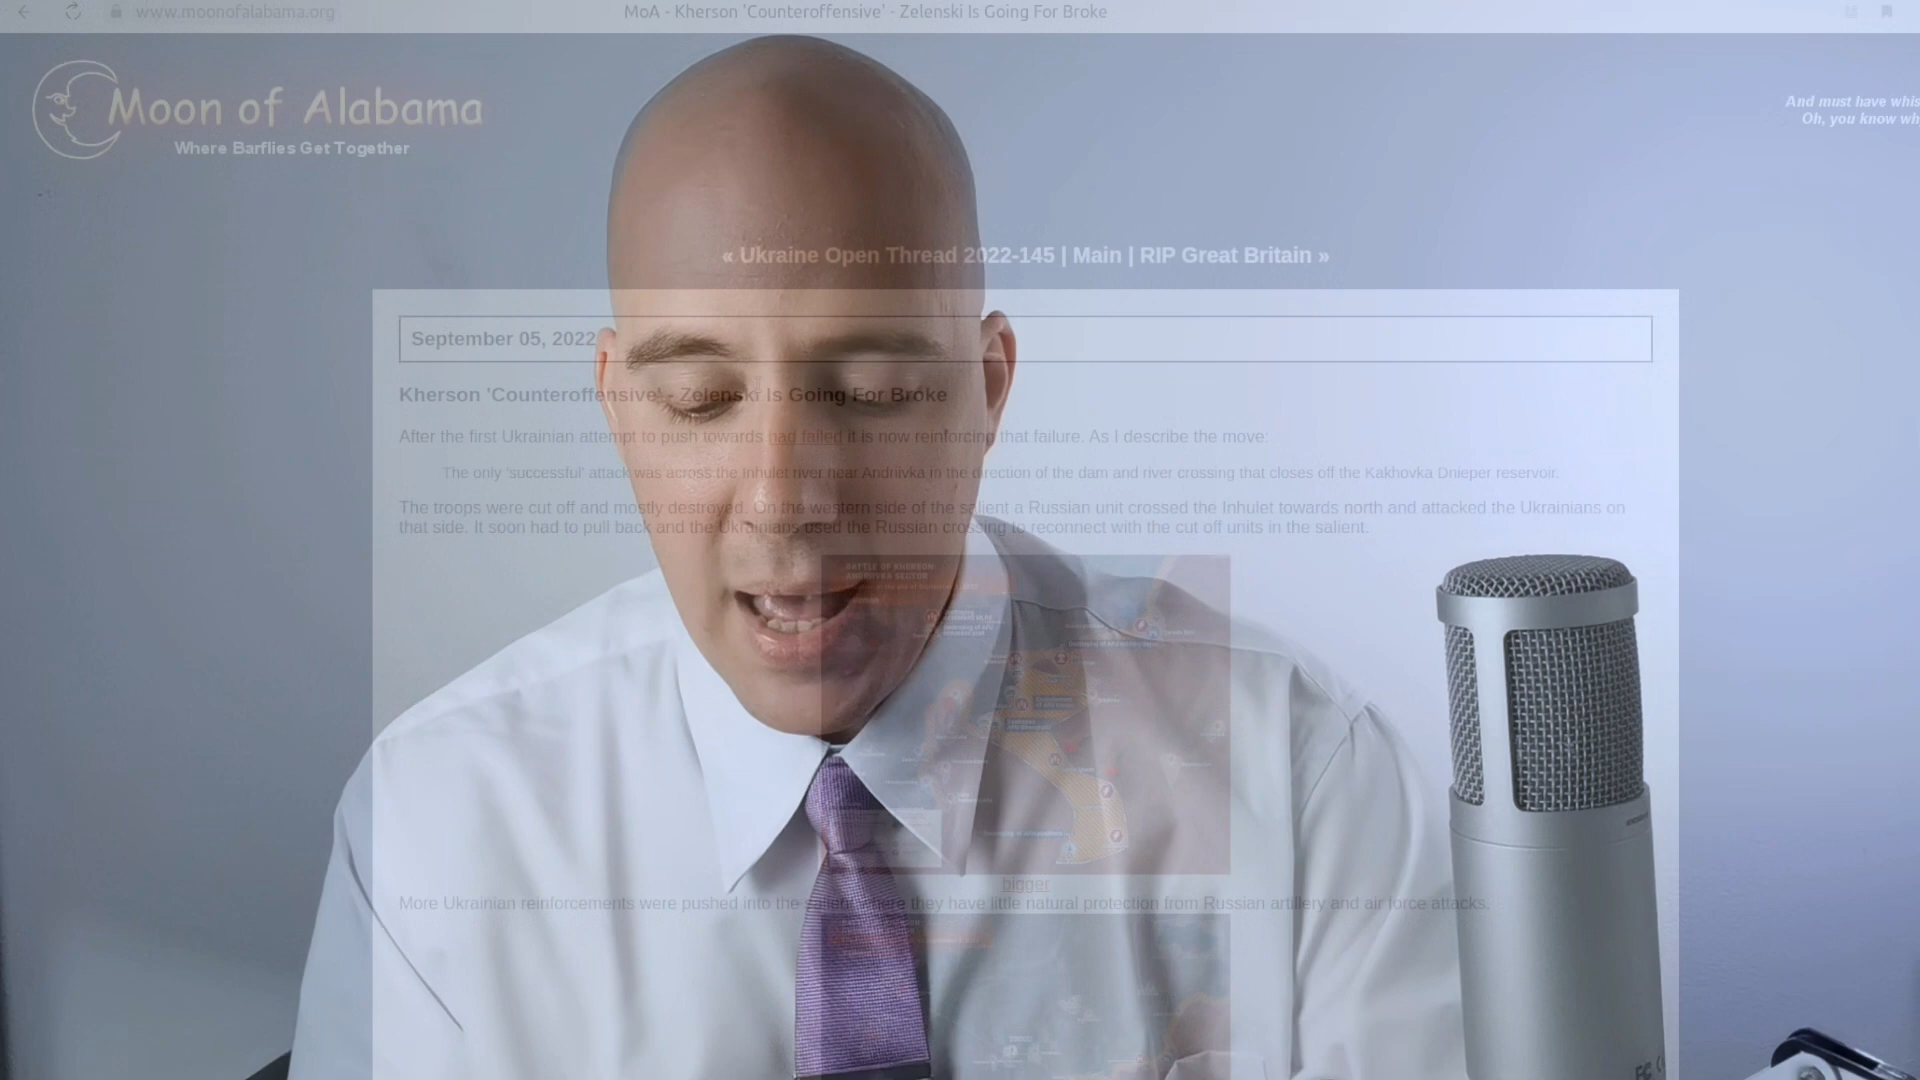 www.moonofalabama.org
MoA - Kherson 'Counteroffensive' - Zelenski Is Going For Broke
Moon of Alabama
Where Barflies Get Together
And must have whis
Oh, you know wh
« Ukraine Open Thread 2022-145 | Main | RIP Great Britain »
September 05, 2022
Kherson 'Counteroffensive' - Zelenski Is Going For Broke
After the first Ukrainian attempt to push towards had failed it is now reinforcing that failure. As I describe the move:
The only 'successful' attack was across the Inhulet river near Andriivka in the direction of the dam and river crossing that closes off the Kakhovka Dnieper reservoir.
The troops were cut off and mostly destroyed. On the western side of the salient a Russian unit crossed the Inhulet towards north and attacked the Ukrainians on
that side. It soon had to pull back and the Ukrainians used the Russian crossing to reconnect with the cut off units in the salient.
BATTLE OF KHERSON:
ANDRIIVKA SECTOR
bigger
More Ukrainian reinforcements were pushed into the salient where they have little natural protection from Russian artillery and air force attacks.